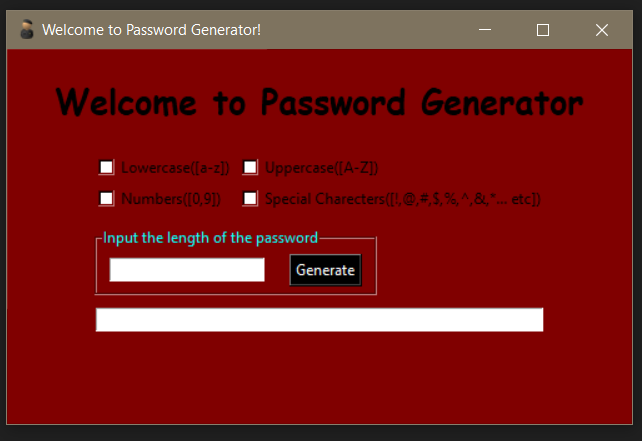 Welcome to Password Generator!
Welcome to Password Generator
Lowercase([a-z]) Uppercase([A-Z])
Numbers([0,9]) Special Charecters([!,@,#,$,%,^,&,*... etc])
Input the length of the password
Generate